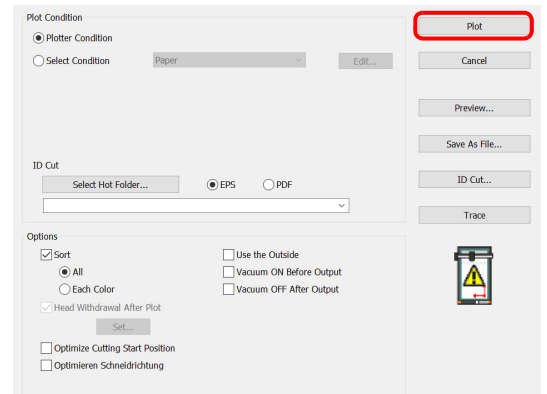 Plot Condition
Plotter Condition
Select Condition Paper Edit...
ID Cut
Select Hot Folder... EPS PDF
Options
Sort
All
Each Color
Head Withdrawal After Plot
Set...
Optimize Cutting Start Position
Optimieren Schneidrichtung
Use the Outside
Vacuum ON Before Output
Vacuum OFF After Output
Plot
Cancel
Preview...
Save As File...
ID Cut...
Trace